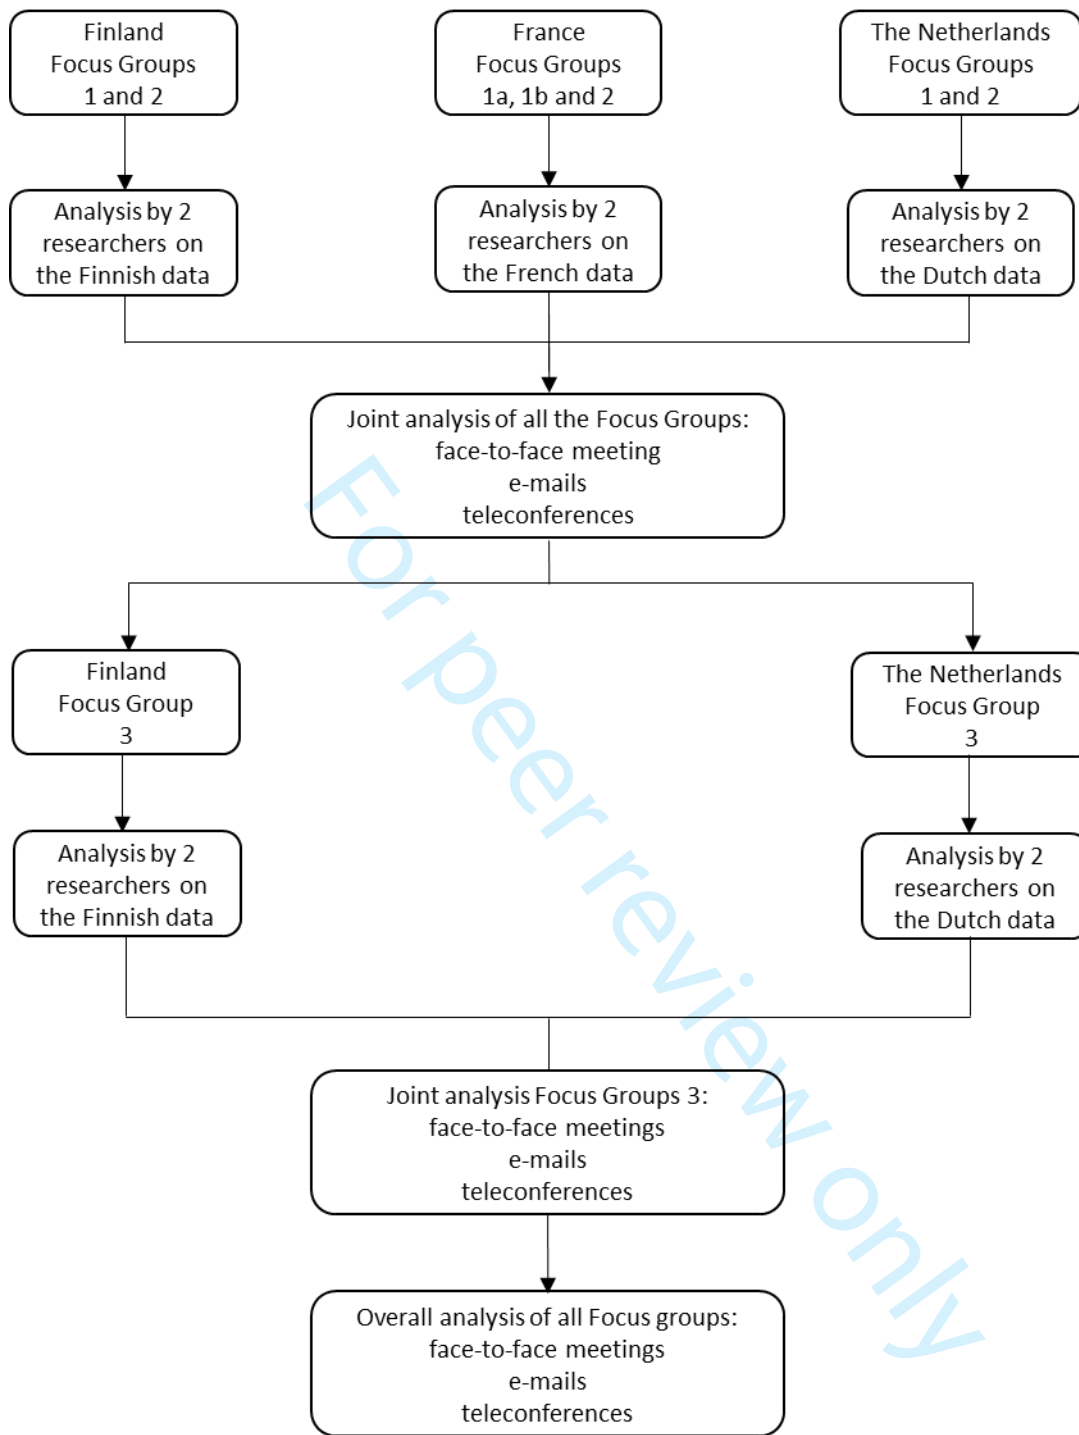 Finland
Focus Groups
1 and 2
France
Focus Groups
1a, 1b and 2
The Netherlands
Focus Groups
1 and 2
Analysis by 2
researchers on
the Finnish data
Analysis by 2
researchers on
the French data
Analysis by 2
researchers on
the Dutch data
Joint analysis of all the Focus Groups:
face-to-face meeting
e-mails
teleconferences
Finland
Focus Group
3
The Netherlands
Focus Group
3
Analysis by 2
researchers on
the Finnish data
Analysis by 2
researchers on
the Dutch data
Joint analysis Focus Groups 3:
face-to-face meetings
e-mails
teleconferences
Overall analysis of all Focus groups:
face-to-face meetings
e-mails
teleconferences
For peer review only